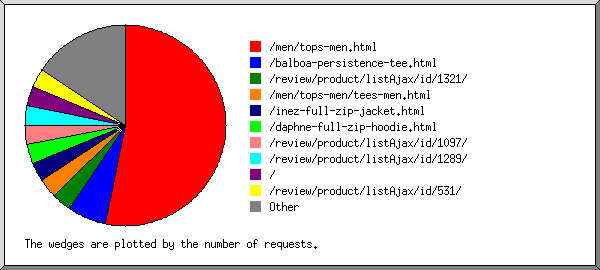 /men/tops-men.html
/balboa-persistence-tee.html
/review/product/listAjax/id/1321/
/men/tops-men/tees-men.html
/inez-full-zip-jacket.html
/daphne-full-zip-hoodie.html
/review/product/listAjax/id/1097/
/review/product/listAjax/id/1289/
/
/review/product/listAjax/id/531/
Other
The wedges are plotted by the number of requests.